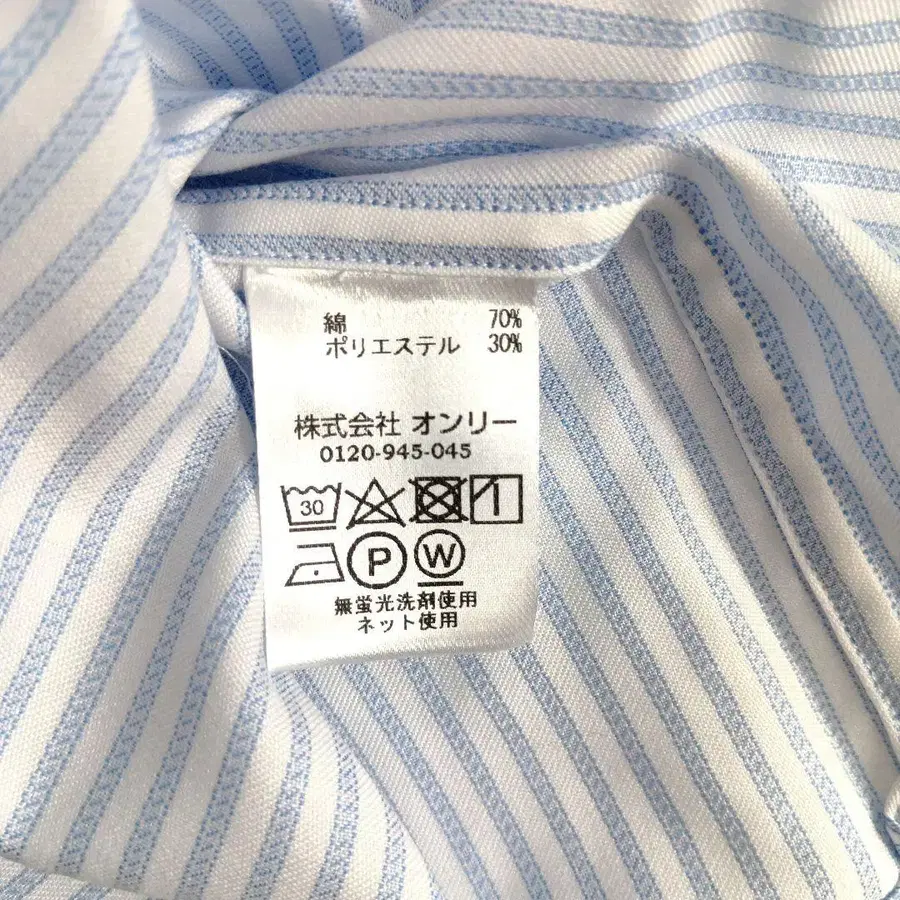 綿 70%
ポリエステル 30%
株式会社 オンリー
0120-945-045
30
P W
無蛍光洗剤使用
ネット使用